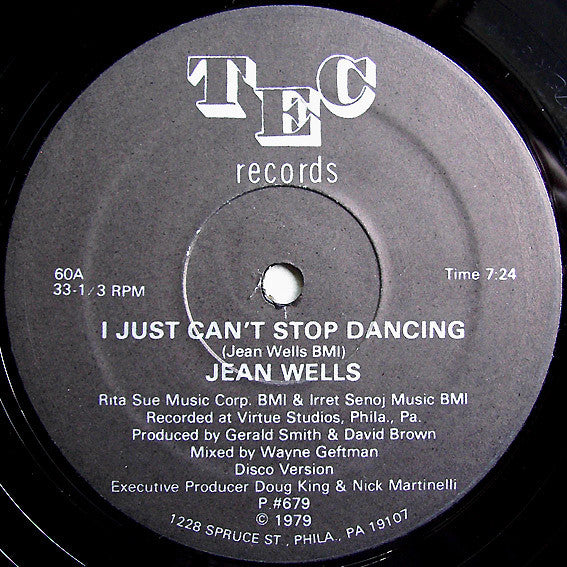 TEC
records
60A
33-1/3 RPM
Time 7:24
I JUST CAN'T STOP DANCING
(Jean Wells BMI)
JEAN WELLS
Rita Sue Music Corp. BMI & Irret Senoj Music BMI
Recorded at Virtue Studios, Phila., Pa.
Produced by Gerald Smith & David Brown
Mixed by Wayne Geftman
Disco Version
Executive Producer Doug King & Nick Martinelli
P.#679
© 1979
1228 SPRUCE ST., PHILA., PA 19107